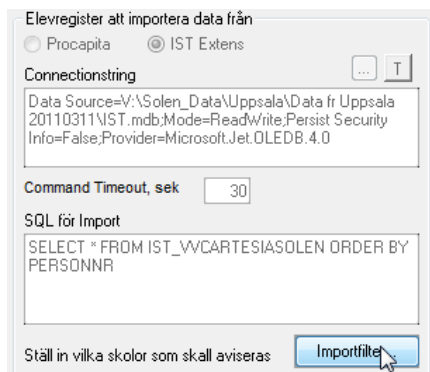 Elevregister att importera data från
Procapita IST Extens
Connectionstring ... T
Data Source=V:\Solen_Data\Uppsala\Data fr Uppsala
20110311\IST.mdb;Mode=ReadWrite;Persist Security
Info=False;Provider=Microsoft.Jet.OLEDB.4.0
Command Timeout, sek 30
SQL för Import
SELECT * FROM IST_VVCARTESIASOLEN ORDER BY
PERSONNR
Ställ in vilka skolor som skall aviseras Importfilte...